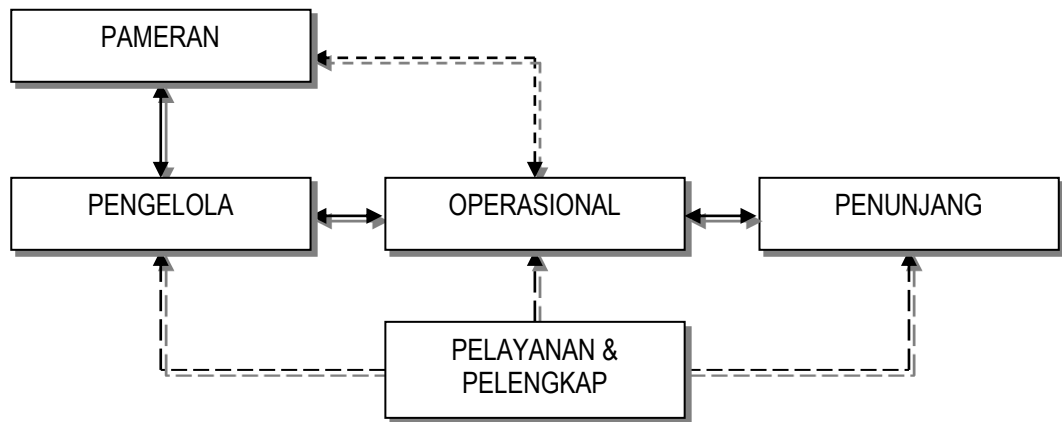 PAMERAN
PENGELOLA
OPERASIONAL
PENUNJANG
PELAYANAN &
PELENGKAP